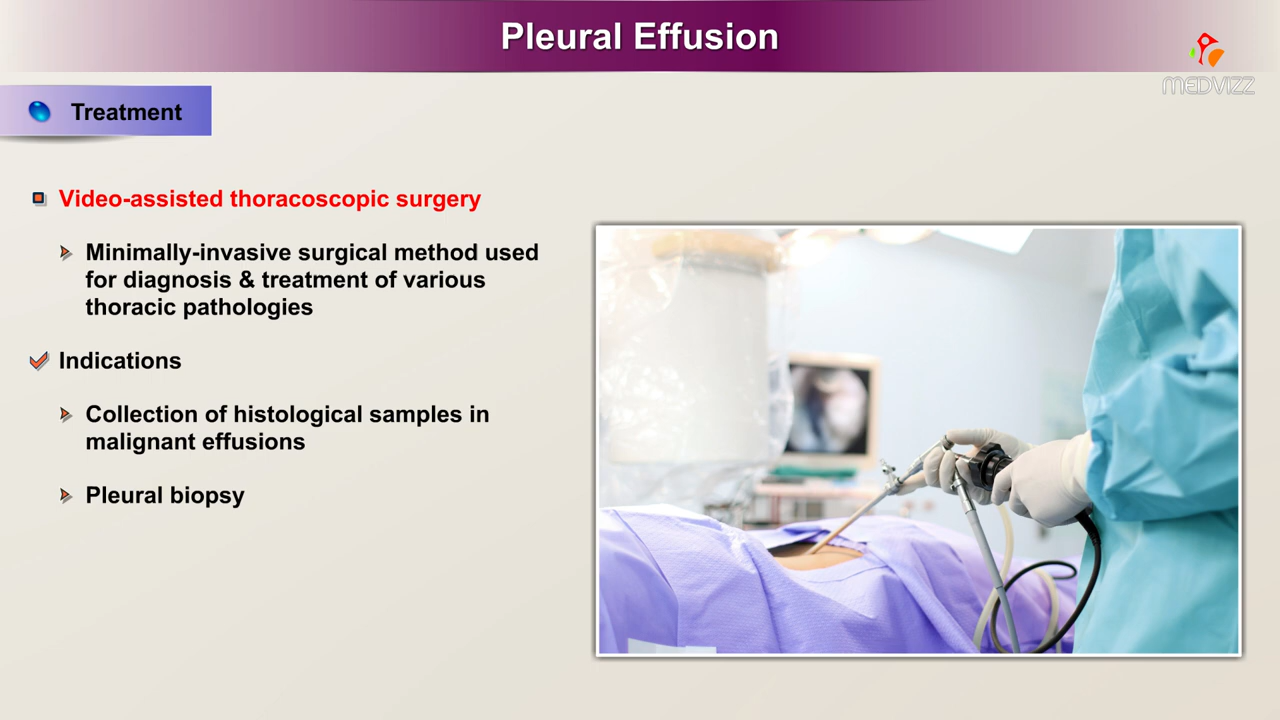 Pleural Effusion
MEDVIZZ
Treatment
Video-assisted thoracoscopic surgery
Minimally-invasive surgical method used
for diagnosis & treatment of various
thoracic pathologies
Indications
Collection of histological samples in
malignant effusions
Pleural biopsy